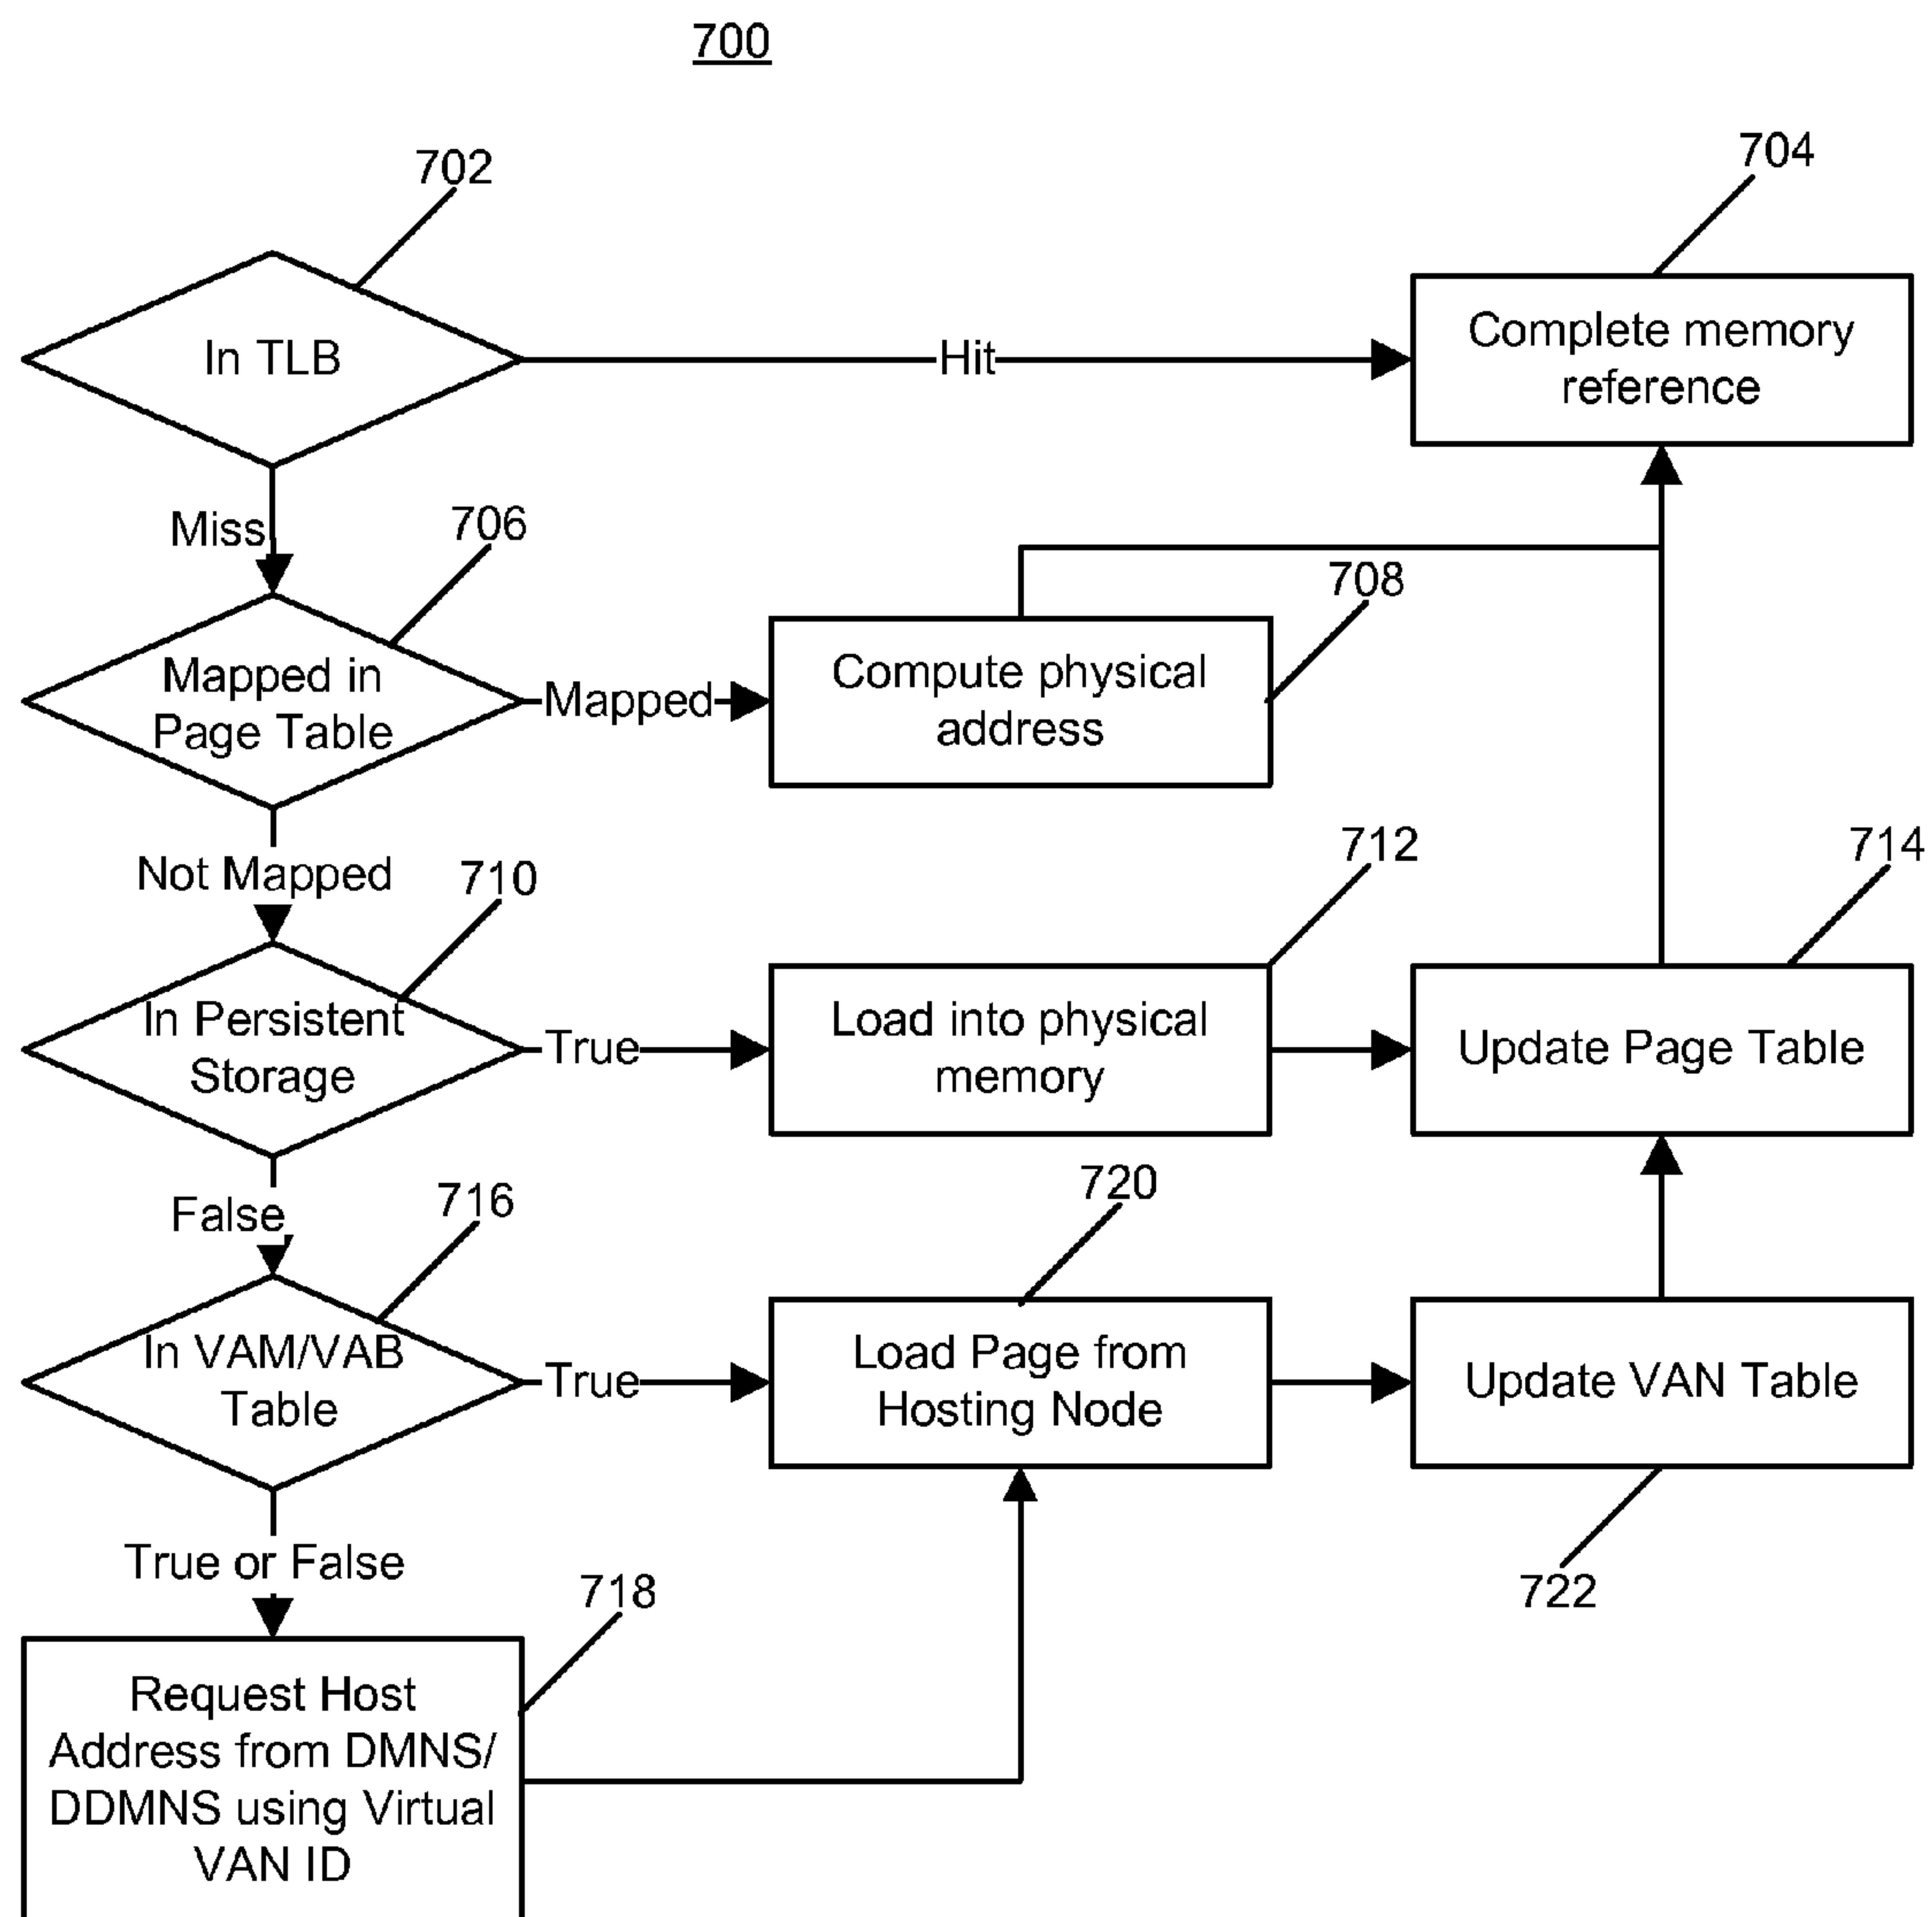 700
702
704
In TLB
Hit
Complete memory
reference
Miss
706
708
Mapped in
Page Table
Mapped
Compute physical
address
Not Mapped
710
712
714
In Persistent
Storage
True
Load into physical
memory
Update Page Table
False
716
720
In VAM/VAB
Table
True
Load Page from
Hosting Node
Update VAN Table
True or False
718
722
Request Host
Address from DMNS/
DDMNS using Virtual
VAN ID